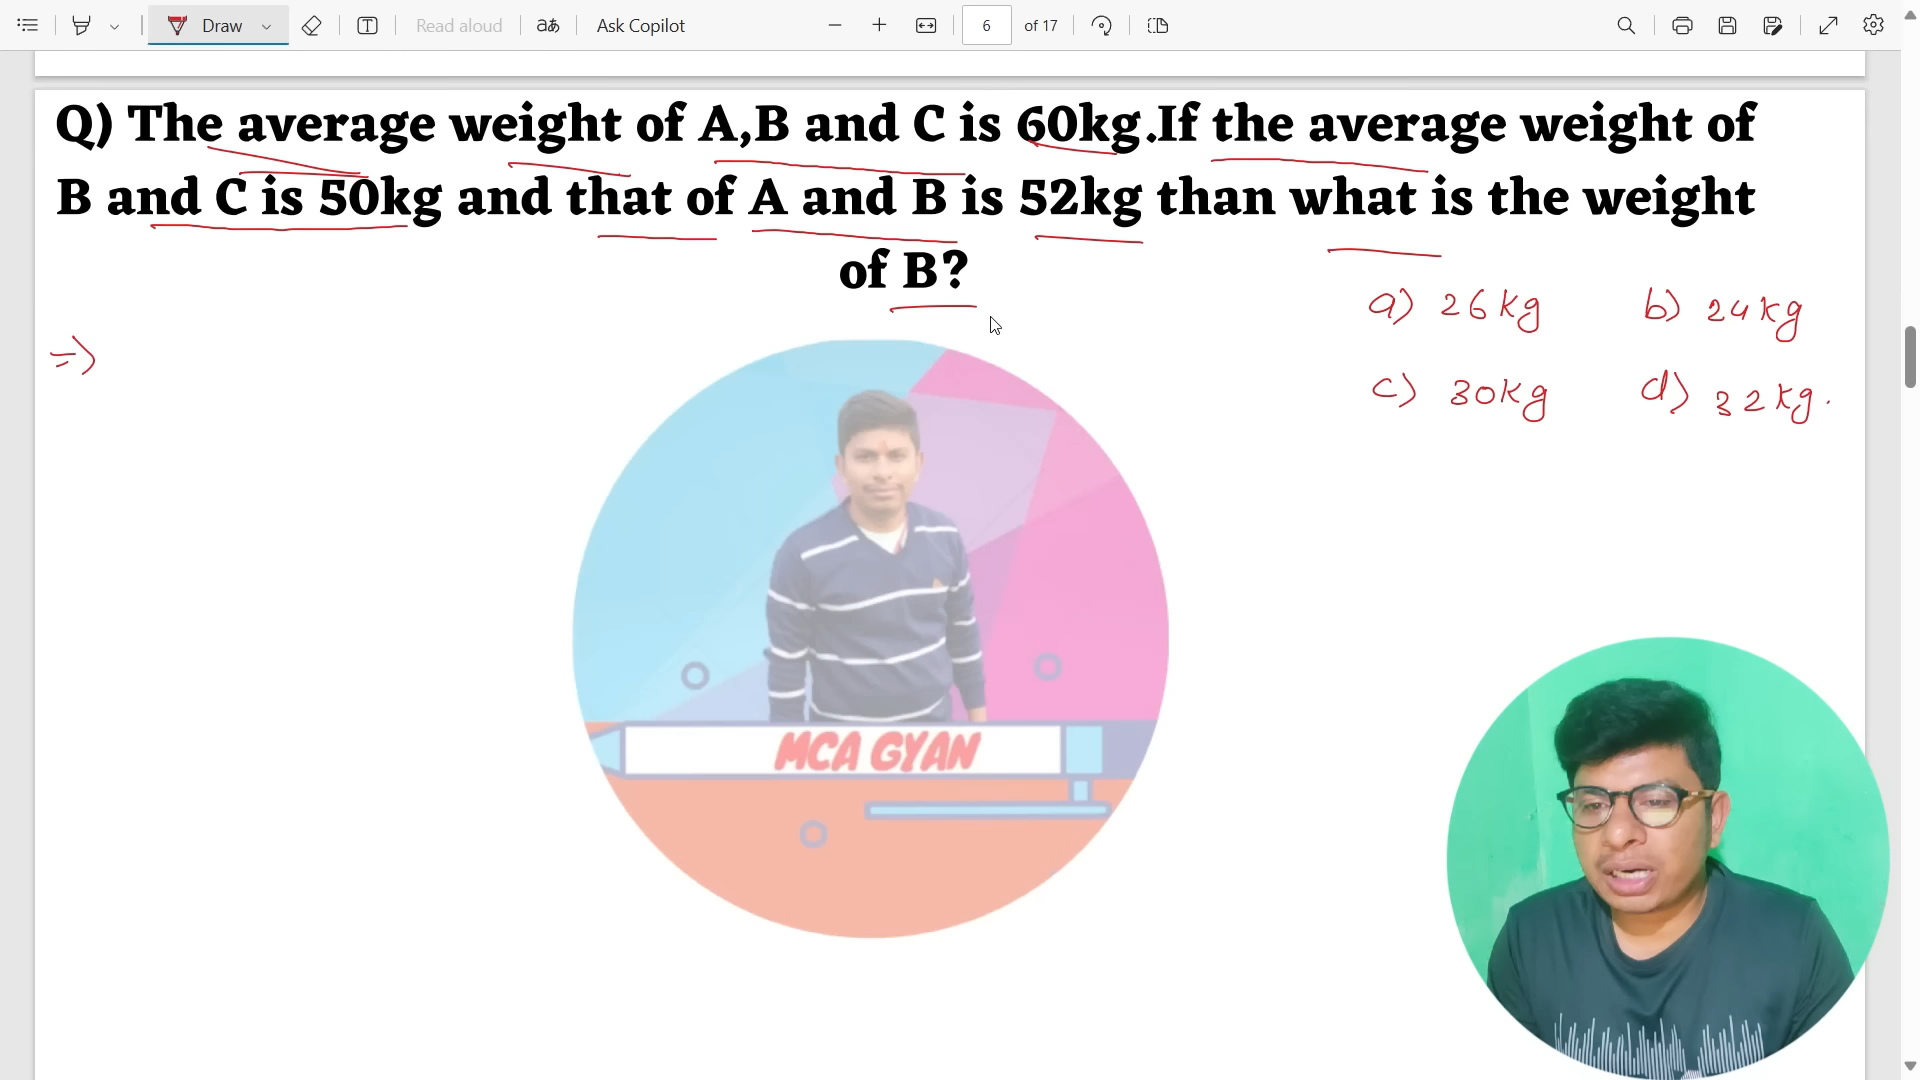 Draw
Read aloud
aあ
Ask Copilot
6
of 17
Q) The average weight of A,B and C is 60kg.If the average weight of
B and C is 50kg and that of A and B is 52kg than what is the weight
of B?
a) 26kg b) 24kg
=>
c) 30kg d) 32kg.
MCA GYAN